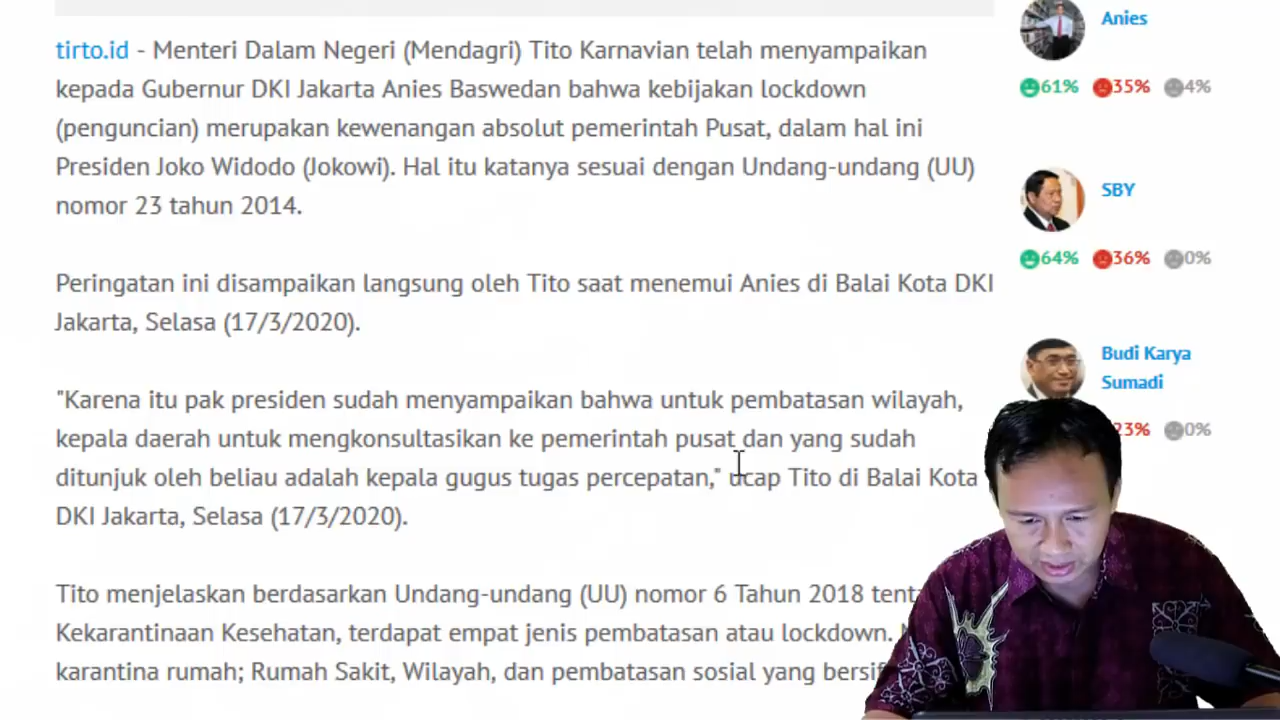 tirto.id - Menteri Dalam Negeri (Mendagri) Tito Karnavian telah menyampaikan
kepada Gubernur DKI Jakarta Anies Baswedan bahwa kebijakan lockdown
(penguncian) merupakan kewenangan absolut pemerintah Pusat, dalam hal ini
Presiden Joko Widodo (Jokowi). Hal itu katanya sesuai dengan Undang-undang (UU)
nomor 23 tahun 2014.
Peringatan ini disampaikan langsung oleh Tito saat menemui Anies di Balai Kota DKI
Jakarta, Selasa (17/3/2020).
"Karena itu pak presiden sudah menyampaikan bahwa untuk pembatasan wilayah,
kepala daerah untuk mengkonsultasikan ke pemerintah pusat dan yang sudah
ditunjuk oleh beliau adalah kepala gugus tugas percepatan," ucap Tito di Balai Kota
DKI Jakarta, Selasa (17/3/2020).
Tito menjelaskan berdasarkan Undang-undang (UU) nomor 6 Tahun 2018
Kekarantinaan Kesehatan, terdapat empat jenis pembatasan atau lockdown.
karantina rumah; Rumah Sakit, Wilayah, dan pembatasan sosial yang
Anies
61% 35% 4%
SBY
64% 36% 0%
Budi Karya
Sumadi
23% 0%